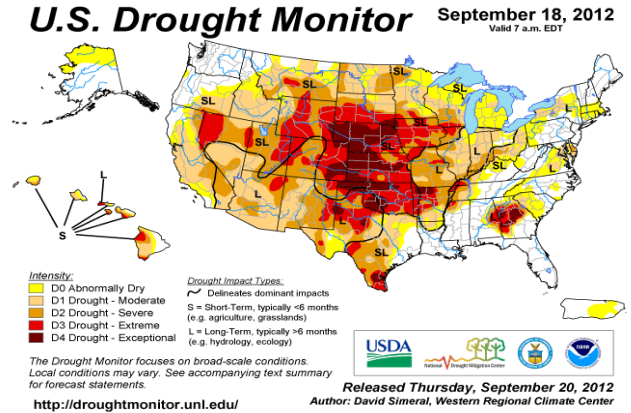 U.S. Drought Monitor
September 18, 2012
Valid 7 a.m. EDT
SL
SL
SL
SL
SL
L
SL
SL
L
SL
L
L
L
L
SL
L
S
Intensity:
D0 Abnormally Dry
D1 Drought - Moderate
D2 Drought - Severe
D3 Drought - Extreme
D4 Drought - Exceptional
Drought Impact Types:
Delineates dominant impacts
S = Short-Term, typically <6 months
(e.g. agriculture, grasslands)
L = Long-Term, typically >6 months
(e.g. hydrology, ecology)
The Drought Monitor focuses on broad-scale conditions.
Local conditions may vary. See accompanying text summary
for forecast statements.
http://droughtmonitor.unl.edu/
USDA
National Drought Mitigation Center
NOAA
Released Thursday, September 20, 2012
Author: David Simeral, Western Regional Climate Center